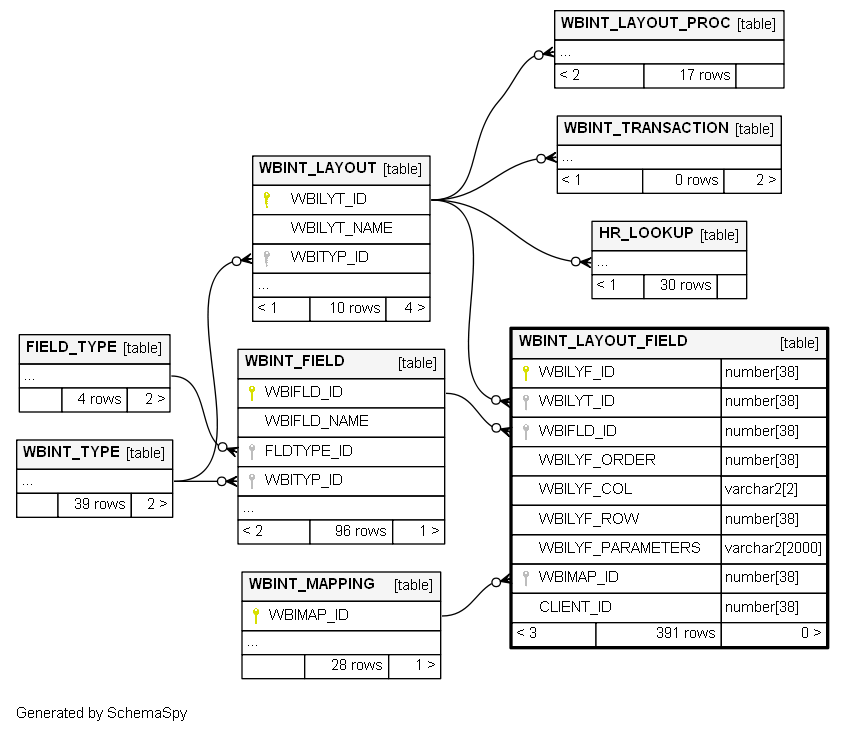 WBINT_LAYOUT_PROC [table]
...
< 2 17 rows
WBINT_TRANSACTION [table]
...
< 1 0 rows 2 >
WBINT_LAYOUT [table]
WBILYT_ID
WBILYT_NAME
WBITYP_ID
...
< 1 10 rows 4 >
HR_LOOKUP [table]
...
< 1 30 rows
FIELD_TYPE [table]
...
4 rows 2 >
WBINT_TYPE [table]
...
39 rows 2 >
WBINT_FIELD [table]
WBIFLD_ID
WBIFLD_NAME
FLDTYPE_ID
WBITYP_ID
...
< 2 96 rows 1 >
WBINT_LAYOUT_FIELD [table]
WBILYF_ID number[38]
WBILYT_ID number[38]
WBIFLD_ID number[38]
WBILYF_ORDER number[38]
WBILYF_COL varchar2[2]
WBILYF_ROW number[38]
WBILYF_PARAMETERS varchar2[2000]
WBIMAP_ID number[38]
CLIENT_ID number[38]
< 3 391 rows 0 >
WBINT_MAPPING [table]
WBIMAP_ID
...
28 rows 1 >
Generated by SchemaSpy